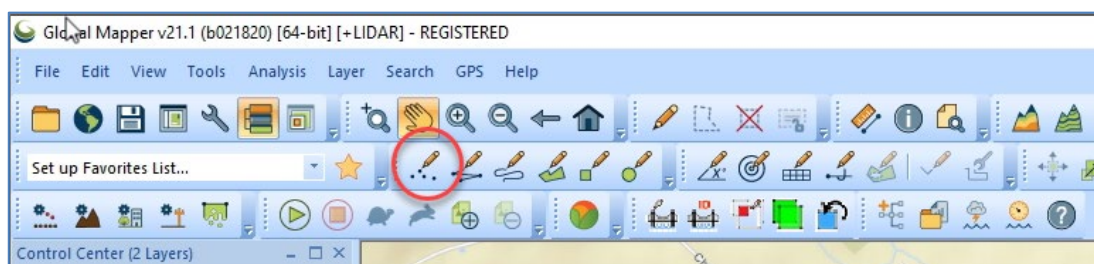 Global Mapper v21.1 (b021820) [64-bit] [+LIDAR] - REGISTERED
File Edit View Tools Analysis Layer Search GPS Help
Set up Favorites List...
Control Center (2 Layers)